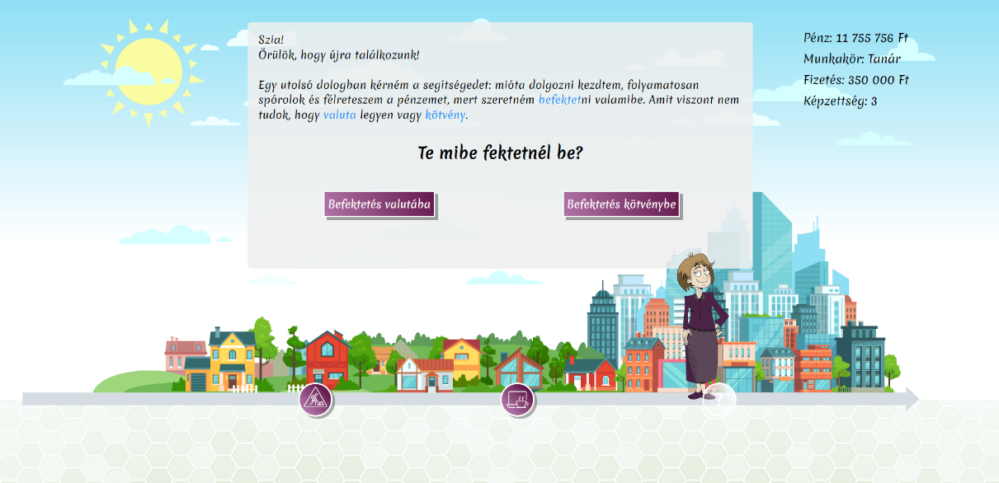 Szia!
Örülök, hogy újra találkozunk!
Egy utolsó dologban kérném a segítségedet: mióta dolgozni kezdtem, folyamatosan
spórolok és félreteszem a pénzemet, mert szeretném befektetni valamibe. Amit viszont nem
tudok, hogy valuta legyen vagy kötvény.
Te mibe fektetnél be?
Befektetés valutába
Befektetés kötvénybe
Pénz: 11 755 756 Ft
Munkakör: Tanár
Fizetés: 350 000 Ft
Képzettség: 3
?